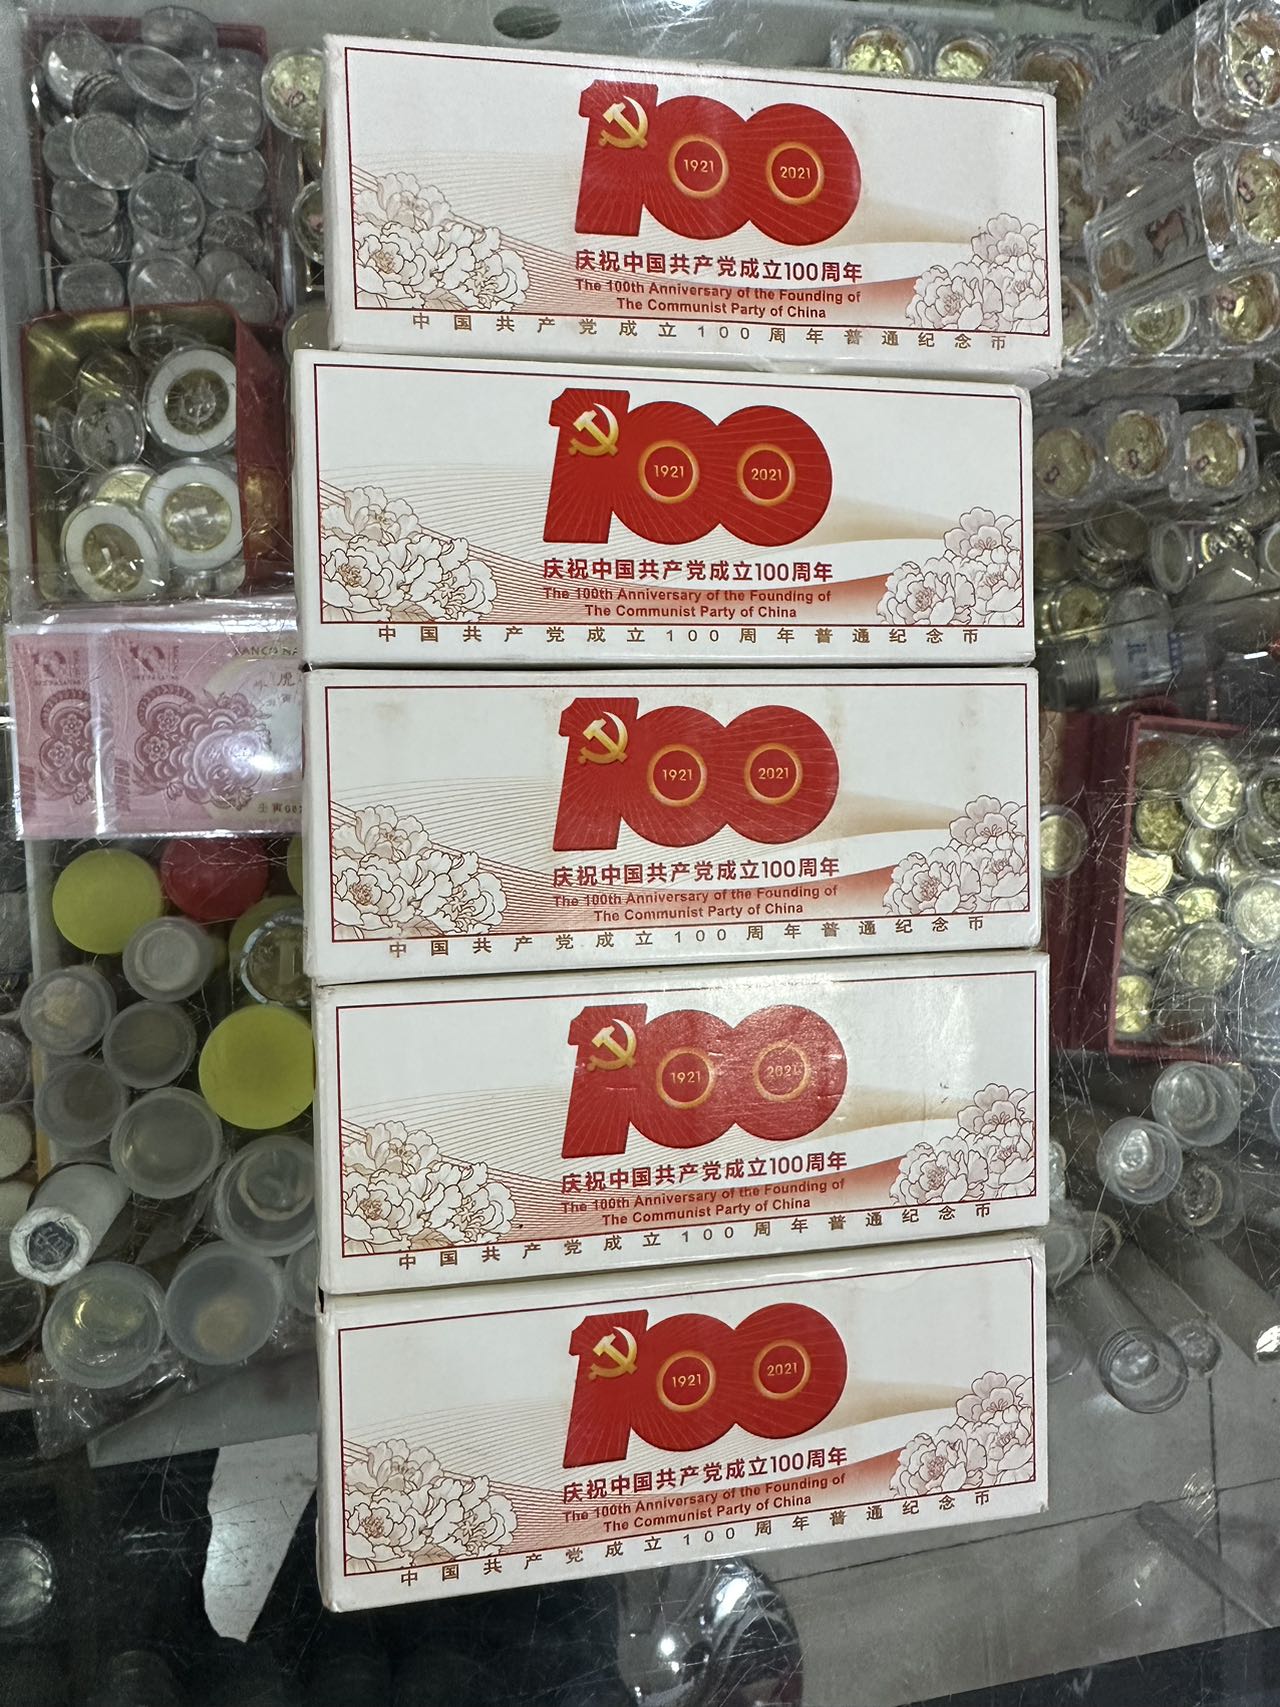 100
1921
2021
庆祝中国共产党成立100周年
The 100th Anniversary of the Founding of
The Communist Party of China
中国共产党成立100周年普通纪念币
100
1921
2021
庆祝中国共产党成立100周年
The 100th Anniversary of the Founding of
The Communist Party of China
中国共产党成立100周年普通纪念币
100
1921
2021
庆祝中国共产党成立100周年
The 100th Anniversary of the Founding of
The Communist Party of China
中国共产党成立100周年普通纪念币
100
1921
2021
庆祝中国共产党成立100周年
The 100th Anniversary of the Founding of
The Communist Party of China
中国共产党成立100周年普通纪念币
100
1921
2021
庆祝中国共产党成立100周年
The 100th Anniversary of the Founding of
The Communist Party of China
中国共产党成立100周年普通纪念币
10
10
虎
壬寅